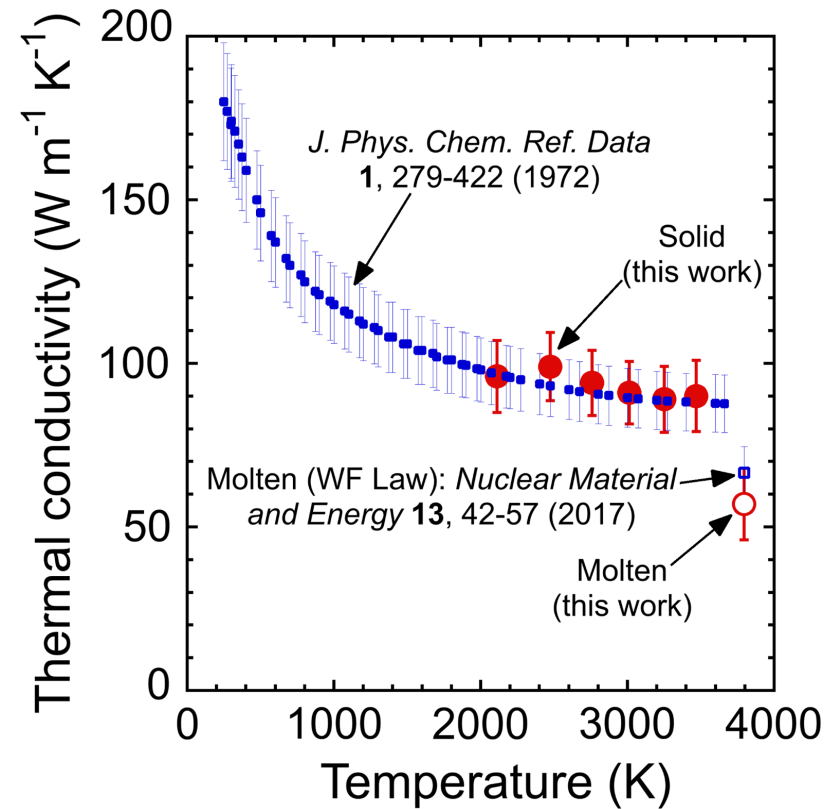 200
150
100
50
0
0 1000 2000 3000 4000
Thermal conductivity (W m⁻¹ K⁻¹)
Temperature (K)
J. Phys. Chem. Ref. Data
1, 279-422 (1972)
Solid
(this work)
Molten (WF Law): Nuclear Material
and Energy 13, 42-57 (2017)
Molten
(this work)